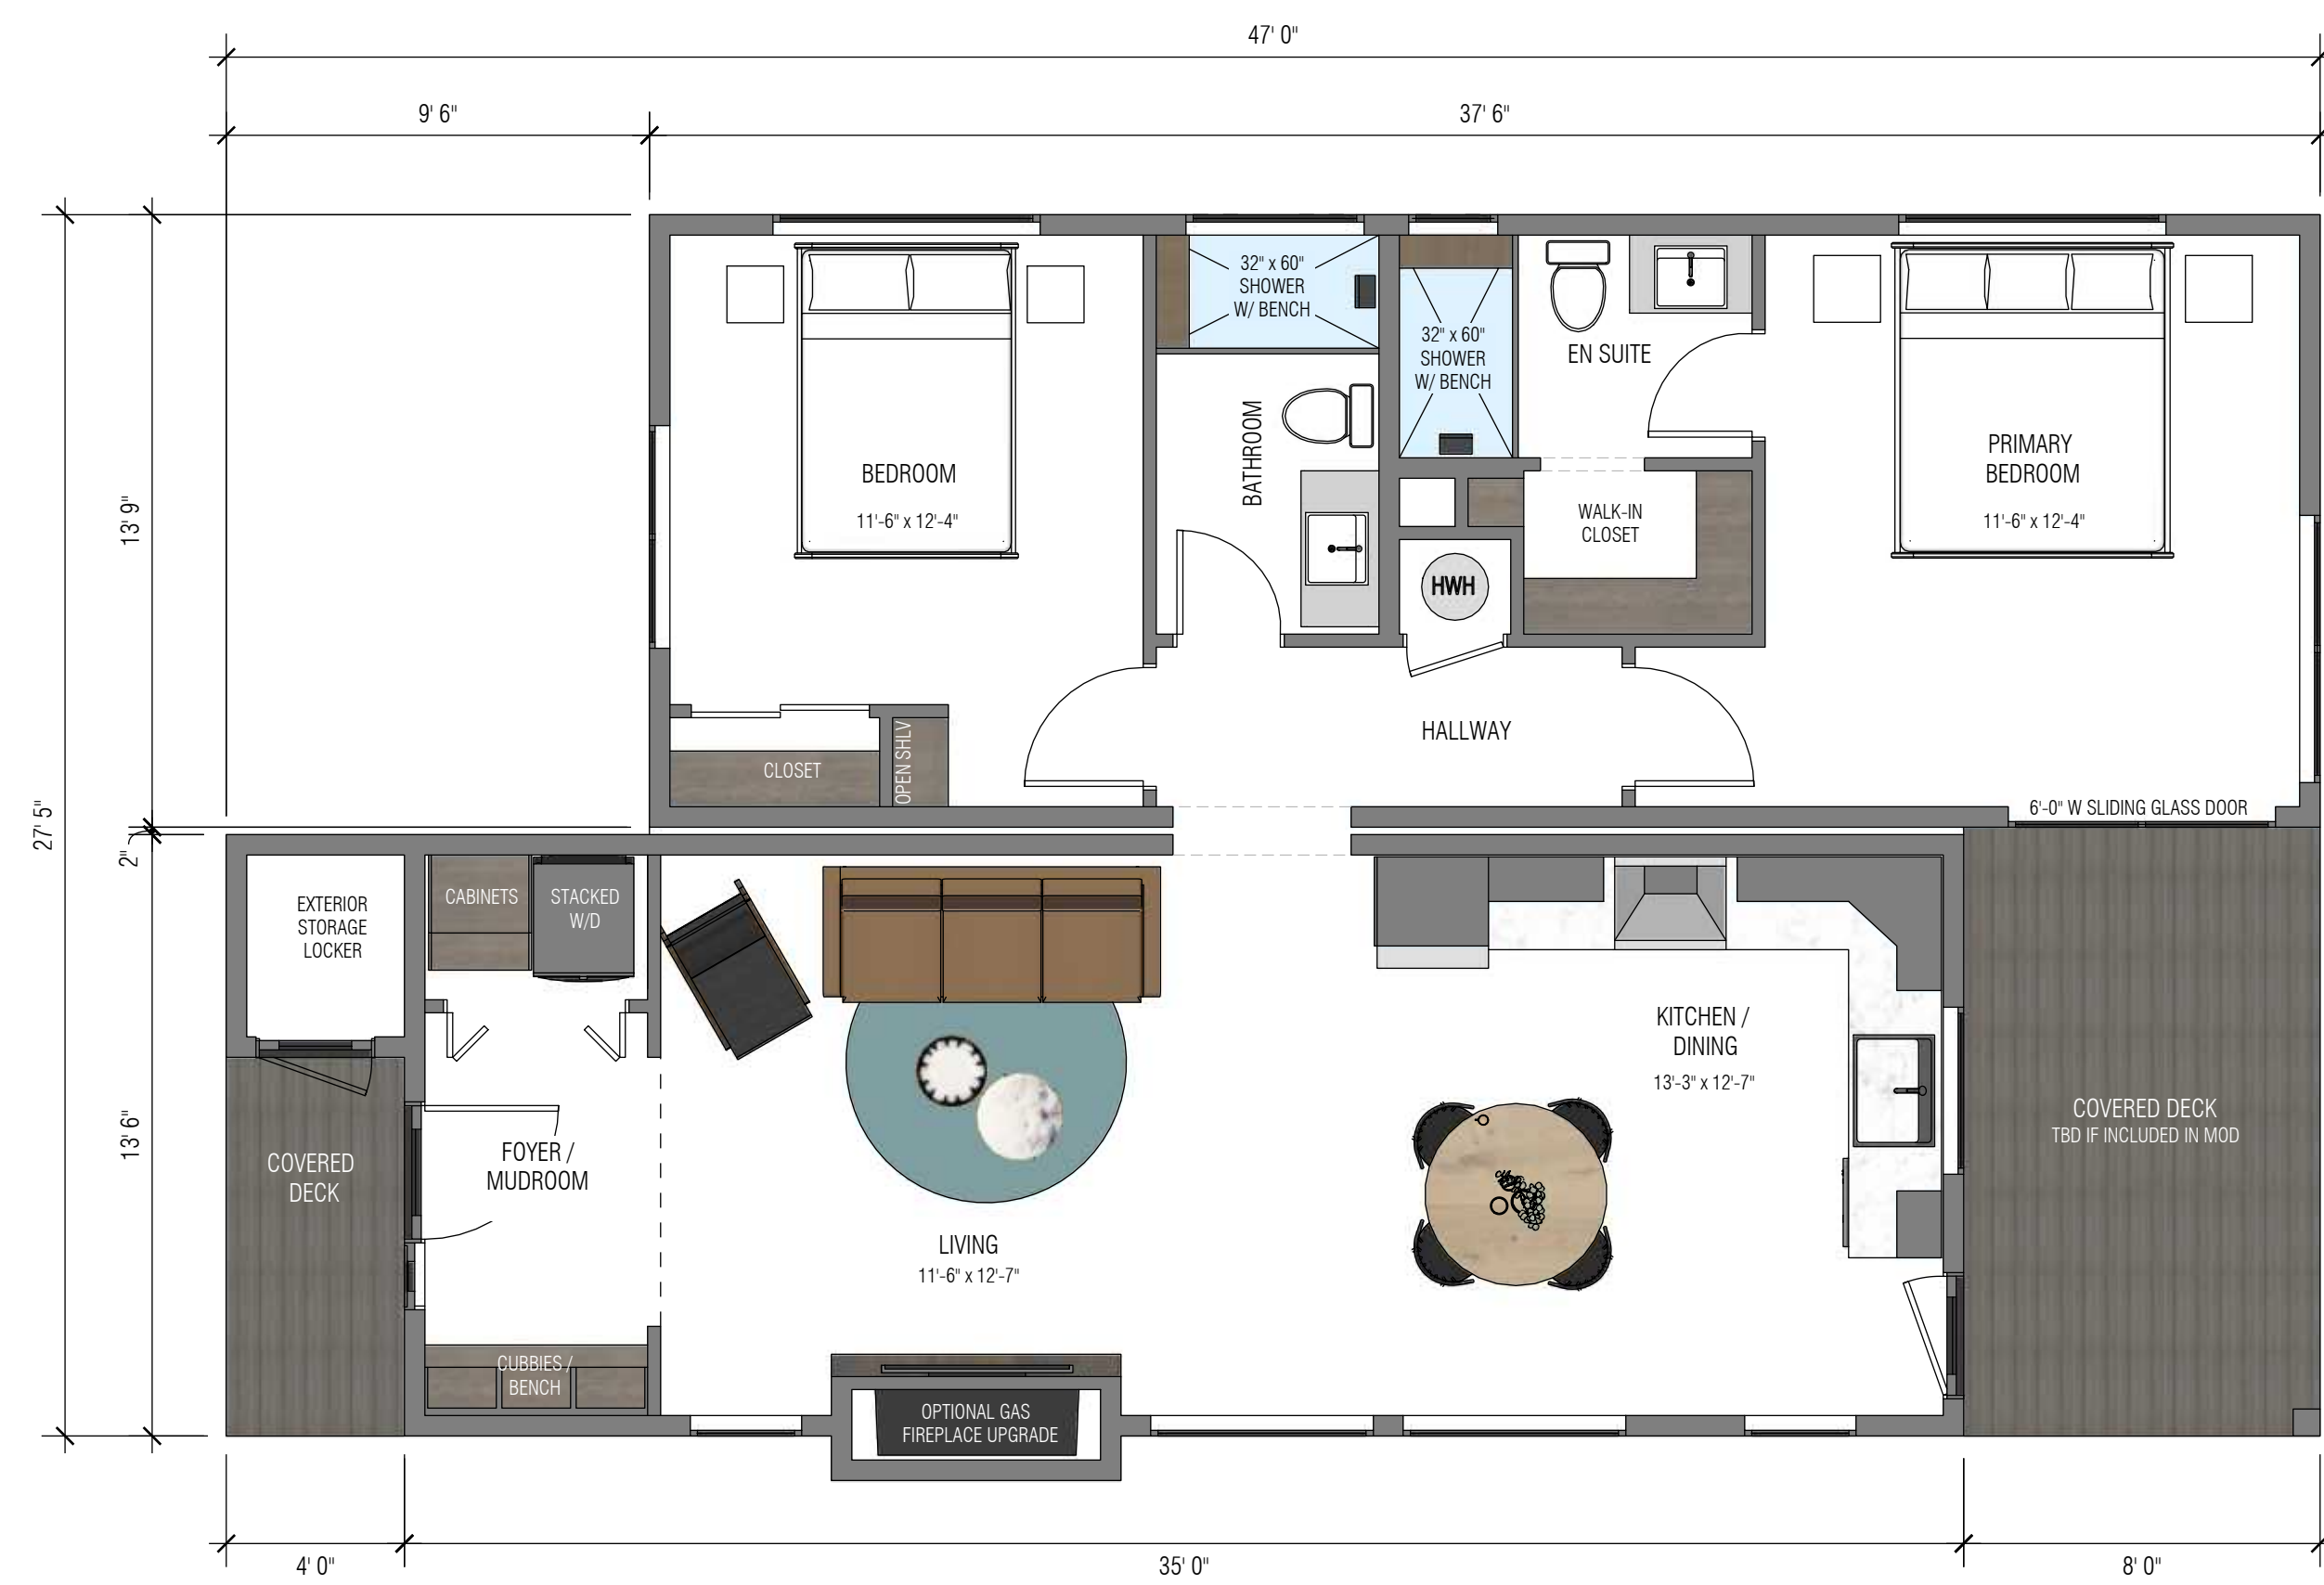 47' 0"
9' 6"
37' 6"
27' 5"
13' 9"
2"
13' 6"
BEDROOM
11'-6" x 12'-4"
CLOSET
OPEN SHLV
32" x 60"
SHOWER
W/ BENCH
BATHROOM
32" x 60"
SHOWER
W/ BENCH
EN SUITE
WALK-IN
CLOSET
HWH
PRIMARY
BEDROOM
11'-6" x 12'-4"
HALLWAY
6'-0" W SLIDING GLASS DOOR
EXTERIOR
STORAGE
LOCKER
CABINETS
STACKED
W/D
COVERED
DECK
FOYER /
MUDROOM
CUBBIES /
BENCH
LIVING
11'-6" x 12'-7"
OPTIONAL GAS
FIREPLACE UPGRADE
KITCHEN /
DINING
13'-3" x 12'-7"
COVERED DECK
TBD IF INCLUDED IN MOD
4' 0"
35' 0"
8' 0"